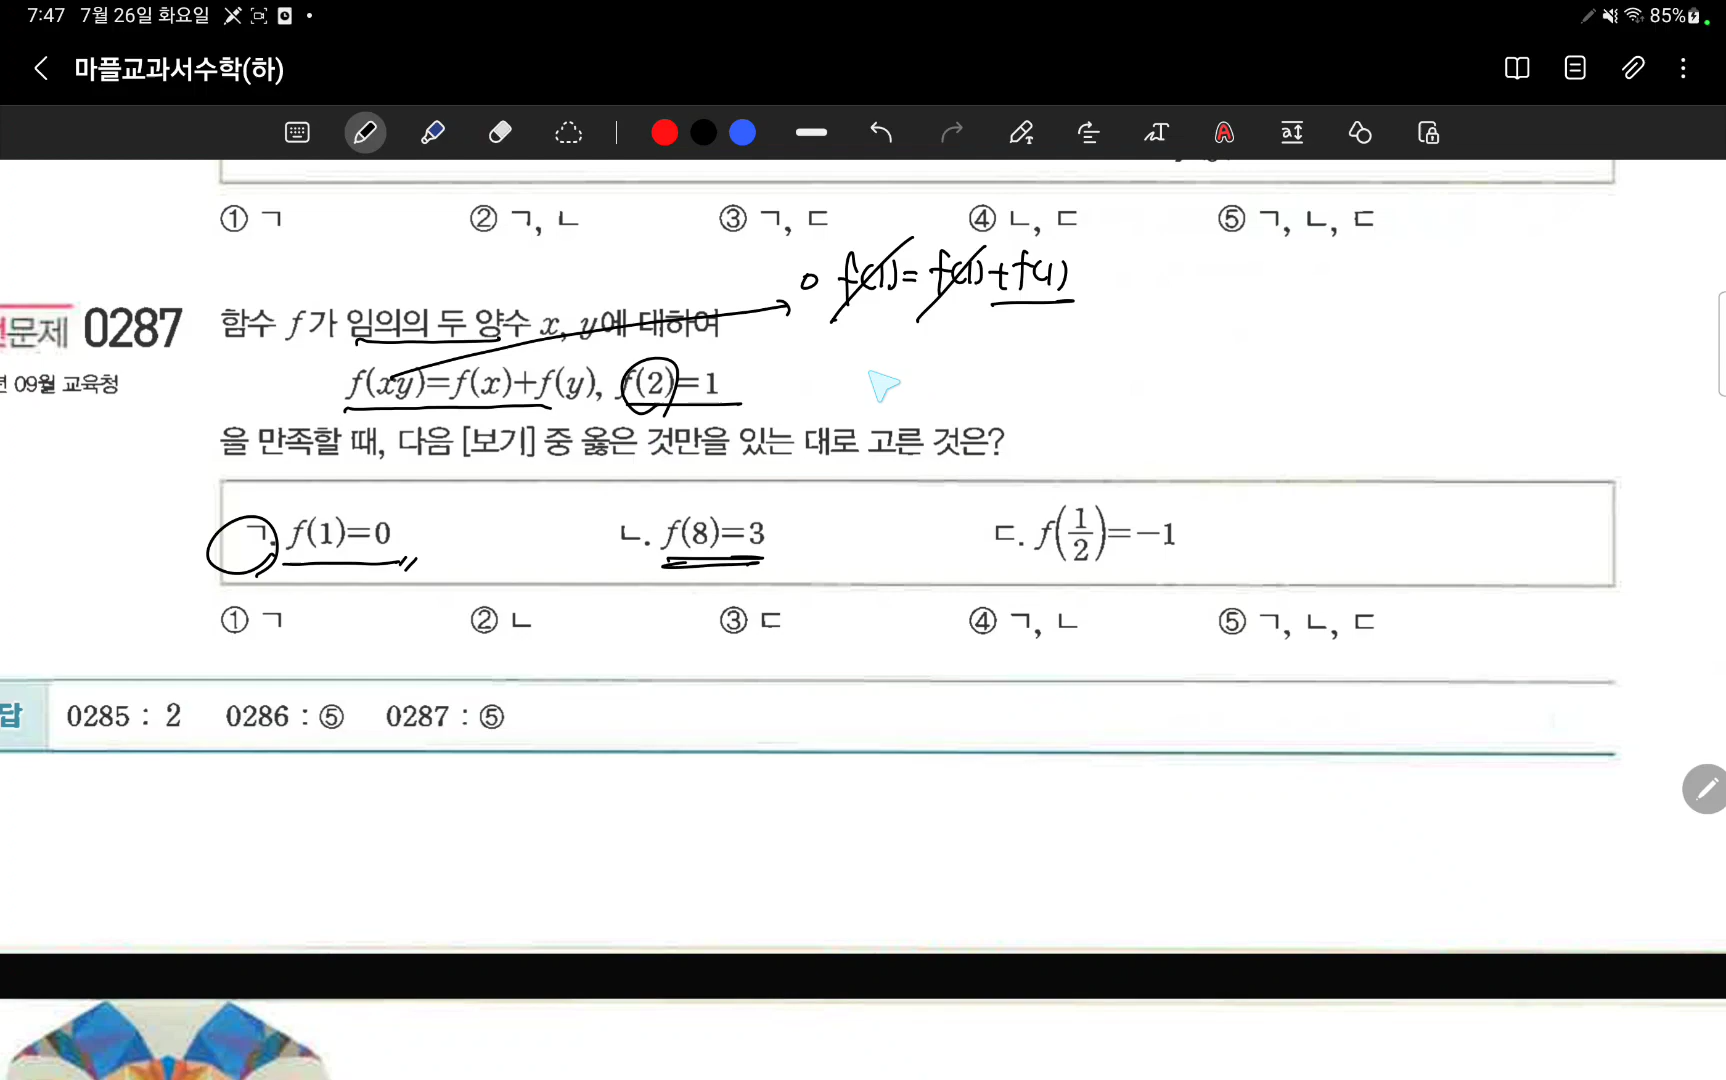 7:47 7월 26일 화요일
85%
마플교과서수학(하)
① ㄱ ② ㄱ, ㄴ ③ ㄱ, ㄷ ④ ㄴ, ㄷ ⑤ ㄱ, ㄴ, ㄷ
f(1)= f(1)+f(1)
문제 0287 함수 f가 임의의 두 양수 x, y에 대하여
09월 교육청
f(xy)=f(x)+f(y), f(2)=1
을 만족할 때, 다음 [보기] 중 옳은 것만을 있는 대로 고른 것은?
ㄱ. f(1)=0 ㄴ. f(8)=3 ㄷ. f(1/2)=-1
① ㄱ ② ㄴ ③ ㄷ ④ ㄱ, ㄴ ⑤ ㄱ, ㄴ, ㄷ
답 0285 : 2 0286 : ⑤ 0287 : ⑤